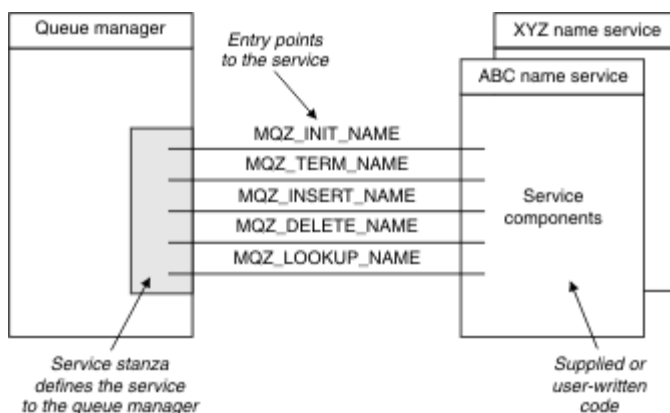 Queue manager
Entry points
to the service
XYZ name service
ABC name service
MQZ_INIT_NAME
MQZ_TERM_NAME
MQZ_INSERT_NAME
MQZ_DELETE_NAME
MQZ_LOOKUP_NAME
Service
components
Service stanza
defines the service
to the queue manager
Supplied or
user-written
code